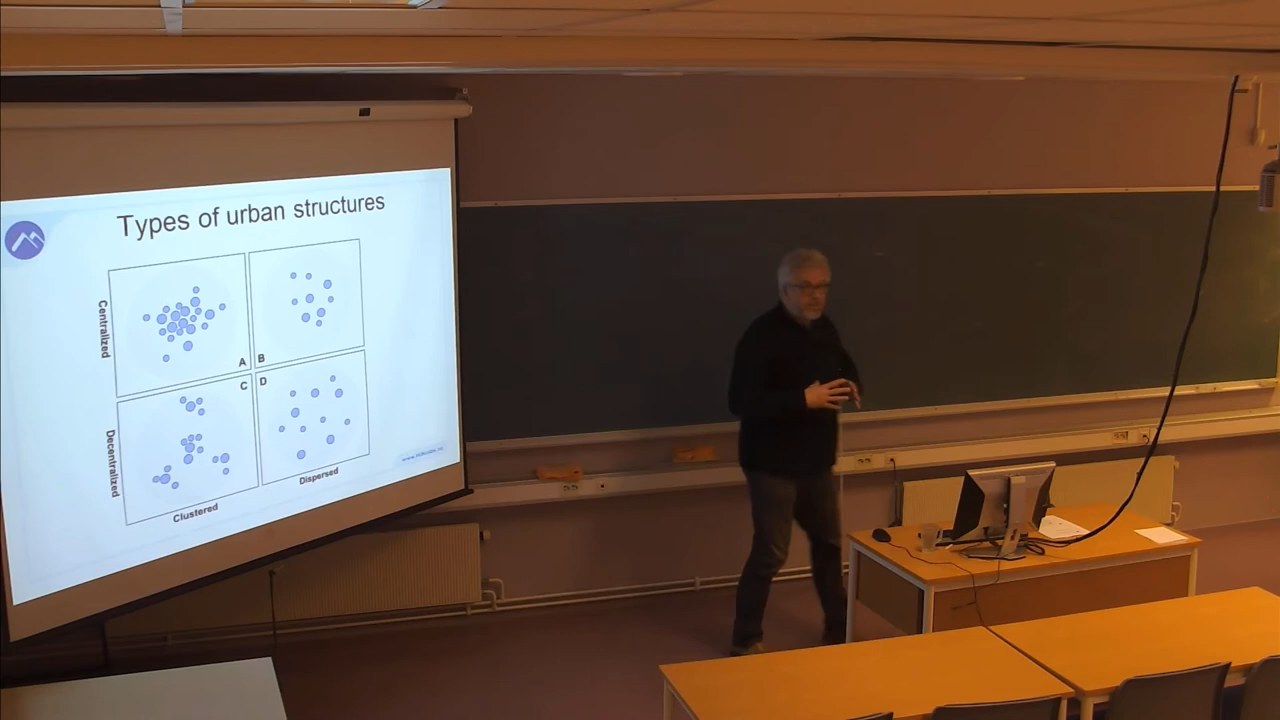 Types of urban structures
Centralized
A
B
C
D
Decentralized
Clustered
Dispersed